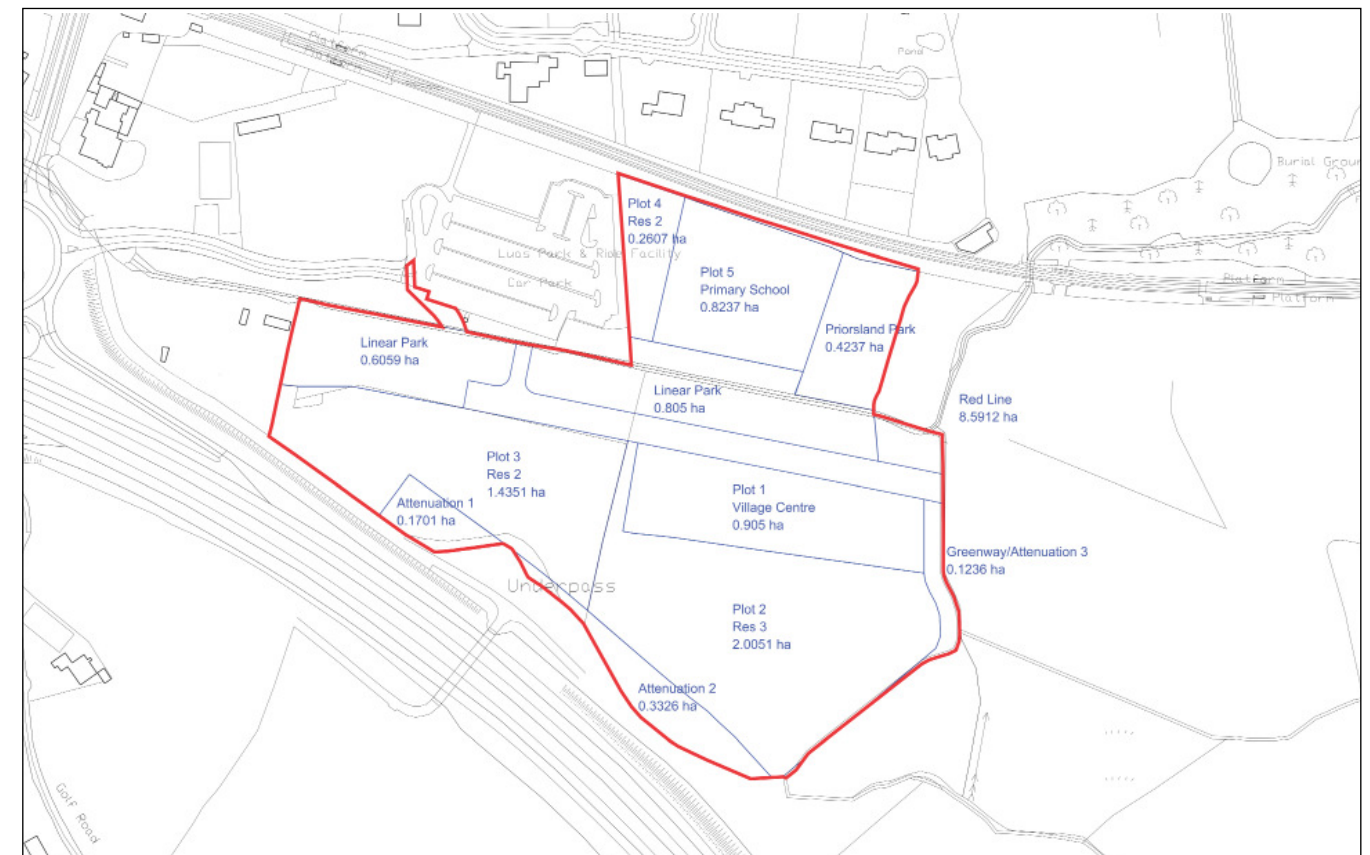 Platform
Platform
Pond
Burial Groun
Plot 4
Res 2
0.2607 ha
Luas Park & Ride Facility
Car Park
Plot 5
Primary School
0.8237 ha
Platform
Platform
Priorsland Park
0.4237 ha
Linear Park
0.6059 ha
Linear Park
0.805 ha
Red Line
8.5912 ha
Plot 3
Res 2
1.4351 ha
Attenuation 1
0.1701 ha
Plot 1
Village Centre
0.905 ha
Greenway/Attenuation 3
0.1236 ha
Underpass
Plot 2
Res 3
2.0051 ha
Attenuation 2
0.3326 ha
Golf Road